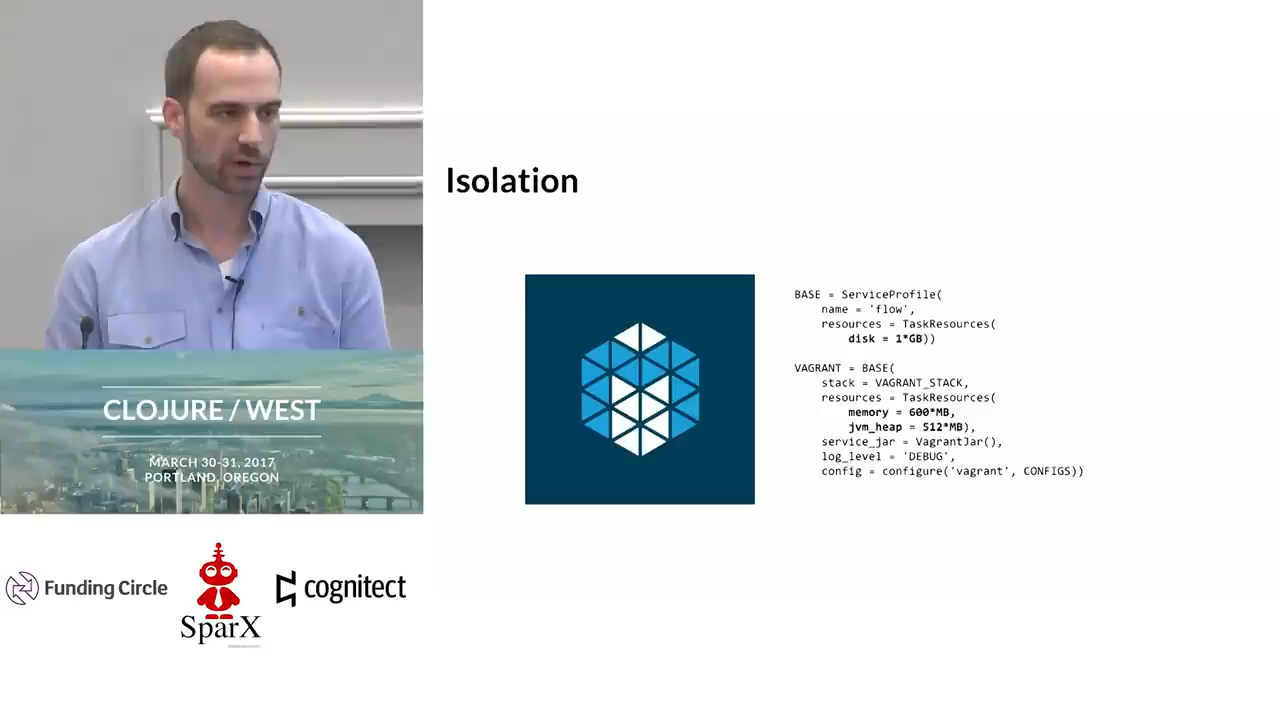 Isolation
BASE = ServiceProfile(
    name = 'flow',
    resources = TaskResources(
        disk = 1*GB))
VAGRANT = BASE(
    stack = VAGRANT_STACK,
    resources = TaskResources(
        memory = 600*MB,
        jvm_heap = 512*MB),
    service_jar = VagrantJar(),
    log_level = 'DEBUG',
    config = configure('vagrant', CONFIGS))
CLOJURE / WEST
MARCH 30-31, 2017
PORTLAND, OREGON
Funding Circle
SparX
cognitect